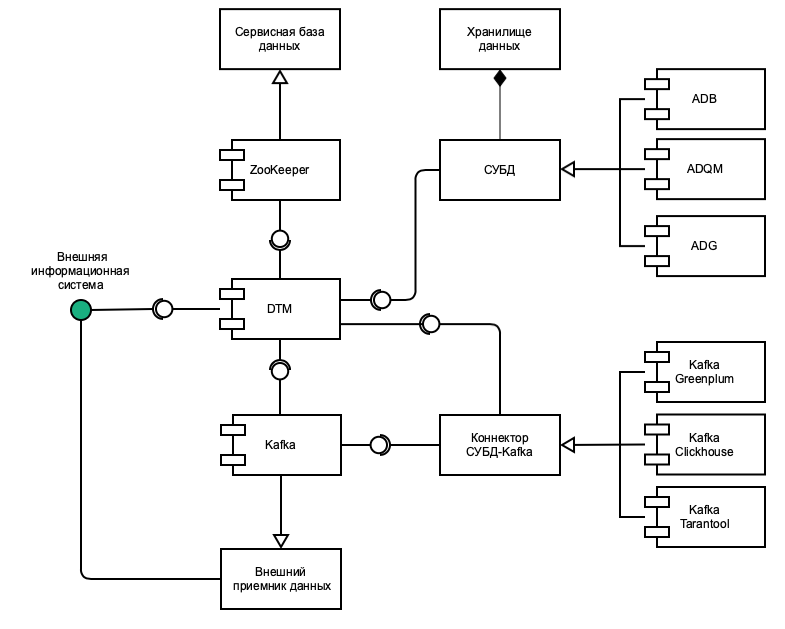 Сервисная база
данных
Хранилище
данных
ADB
ZooKeeper
СУБД
ADQM
ADG
Внешняя
информационная
система
DTM
Kafka
Greenplum
Kafka
Коннектор
СУБД-Kafka
Kafka
Clickhouse
Kafka
Tarantool
Внешний
приемник данных